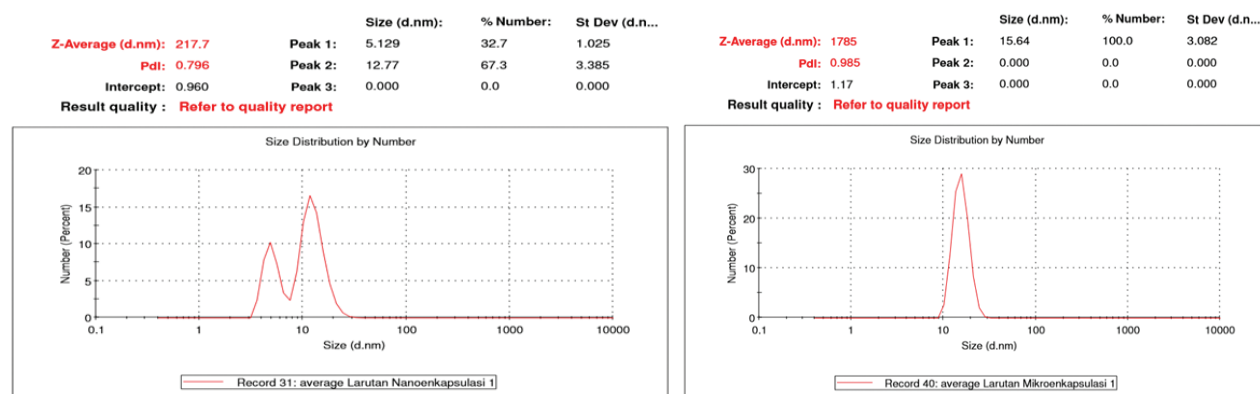 Size (d.nm): % Number: St Dev (d.n...
Z-Average (d.nm): 217.7 Peak 1: 5.129 32.7 1.025
PdI: 0.796 Peak 2: 12.77 67.3 3.385
Intercept: 0.960 Peak 3: 0.000 0.0 0.000
Result quality : Refer to quality report
Size Distribution by Number
Number (Percent)
20
15
10
5
0
0.1 1 10 100 1000 10000
Size (d.nm)
Record 31: average Larutan Nanoenkapsulasi 1
Size (d.nm): % Number: St Dev (d.n...
Z-Average (d.nm): 1785 Peak 1: 15.64 100.0 3.082
PdI: 0.985 Peak 2: 0.000 0.0 0.000
Intercept: 1.17 Peak 3: 0.000 0.0 0.000
Result quality : Refer to quality report
Size Distribution by Number
Number (Percent)
30
20
10
0
0.1 1 10 100 1000 10000
Size (d.nm)
Record 40: average Larutan Mikroenkapsulasi 1